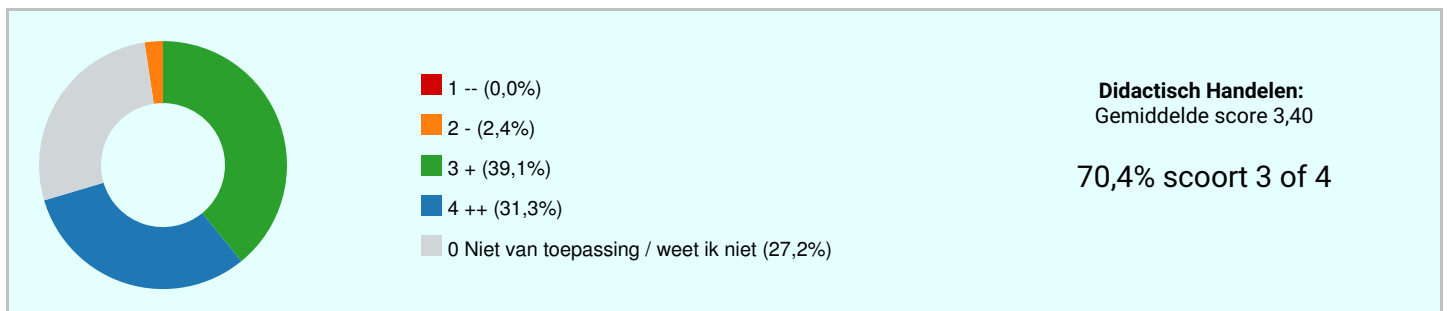 1 -- (0,0%)
2 - (2,4%)
3 + (39,1%)
4 ++ (31,3%)
0 Niet van toepassing / weet ik niet (27,2%)
Didactisch Handelen:
Gemiddelde score 3,40
70,4% scoort 3 of 4